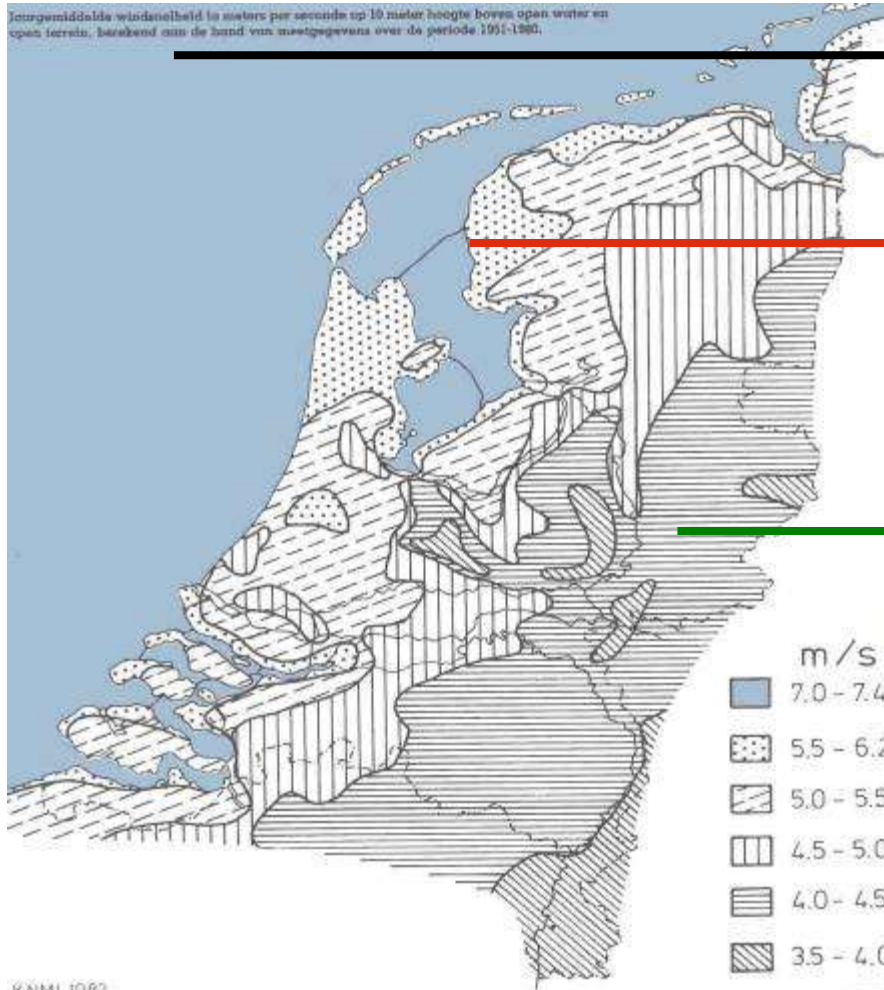 Jaargemiddelde windsnelheid in meters per seconde op 10 meter hoogte boven open water en
open terrein, berekend aan de hand van meetgegevens over de periode 1951-1980.
m/s
7.0 - 7.4
5.5 - 6.2
5.0 - 5.5
4.5 - 5.0
4.0 - 4.5
3.5 - 4.0
KNMI 1983